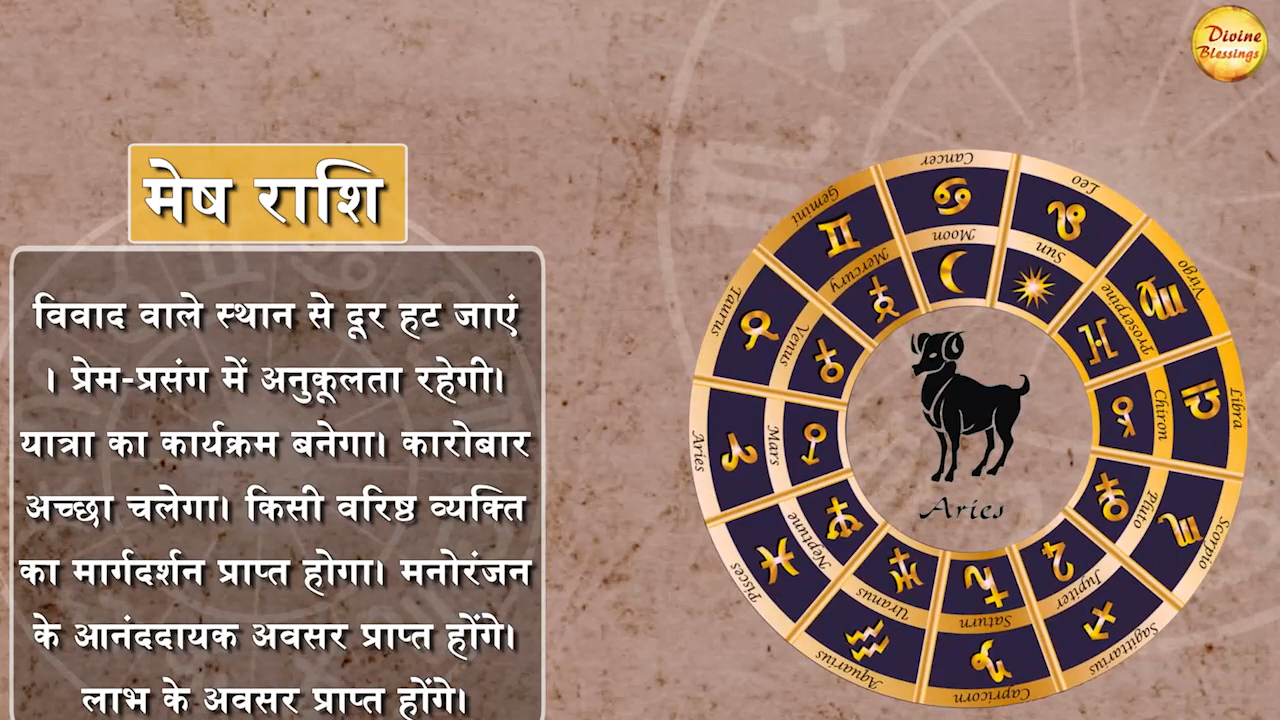 Divine
Blessings
मेष राशि
विवाद वाले स्थान से दूर हट जाएं
। प्रेम-प्रसंग में अनुकूलता रहेगी।
यात्रा का कार्यक्रम बनेगा। कारोबार
अच्छा चलेगा। किसी वरिष्ठ व्यक्ति
का मार्गदर्शन प्राप्त होगा। मनोरंजन
के आनंददायक अवसर प्राप्त होंगे।
लाभ के अवसर प्राप्त होंगे।
Cancer
Leo
Virgo
Libra
Scorpio
Sagittarius
Capricorn
Aquarius
Pisces
Aries
Taurus
Gemini
Moon
Sun
Proserpine
Chiron
Pluto
Jupiter
Saturn
Uranus
Neptune
Mars
Venus
Mercury
Aries